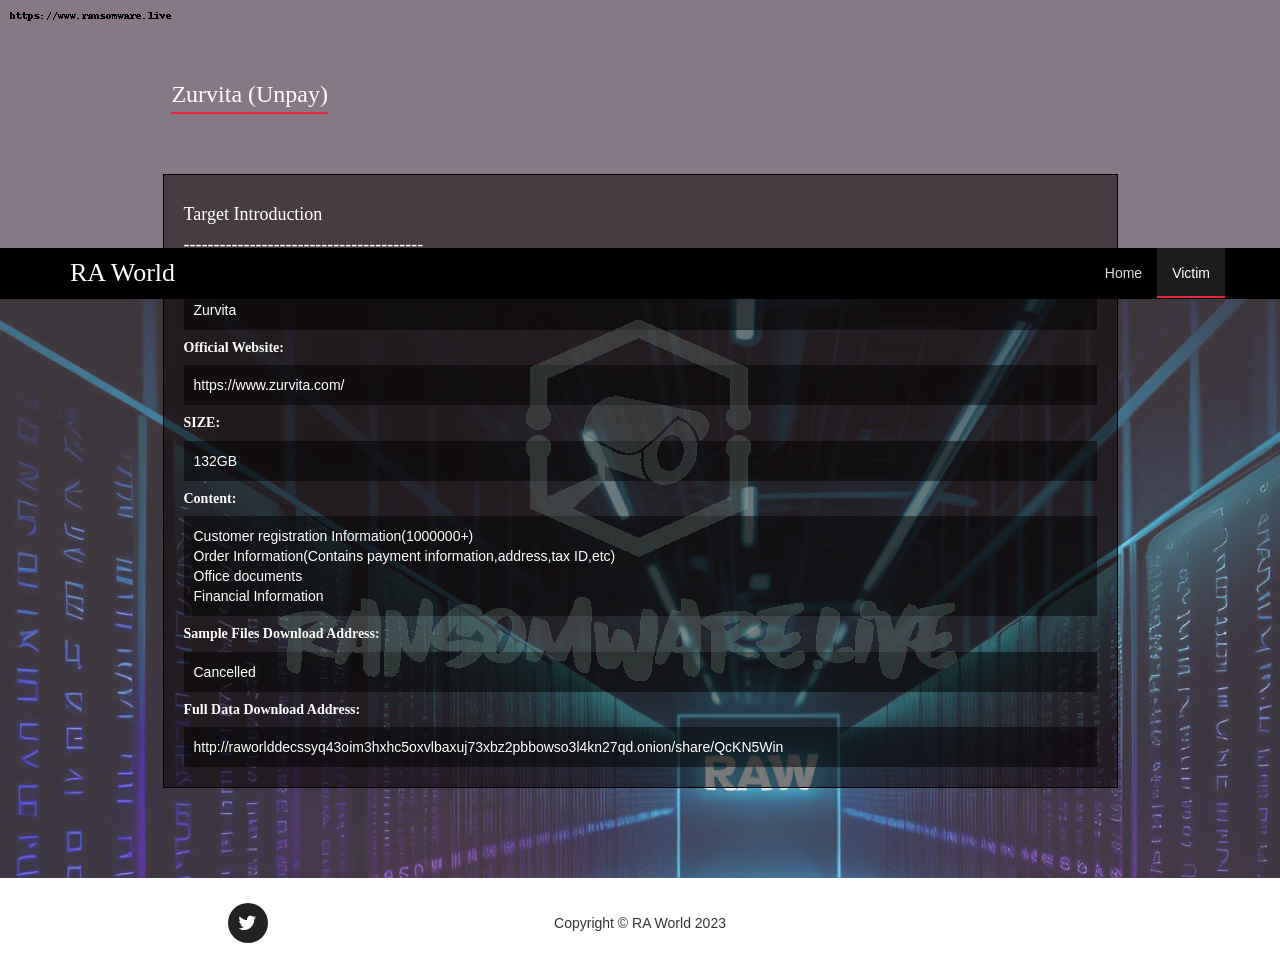 https://www.ransomware.live
Zurvita (Unpay)
Target Introduction
----------------------------------------
RA World
Home
Victim
Zurvita
Official Website:
https://www.zurvita.com/
SIZE:
132GB
Content:
Customer registration Information(1000000+)
Order Information(Contains payment information,address,tax ID,etc)
Office documents
Financial Information
RANSOMWARE.LIVE
Sample Files Download Address:
Cancelled
Full Data Download Address:
http://raworlddecssyq43oim3hxhc5oxvlbaxuj73xbz2pbbowso3l4kn27qd.onion/share/QcKN5Win
RAW
Copyright © RA World 2023